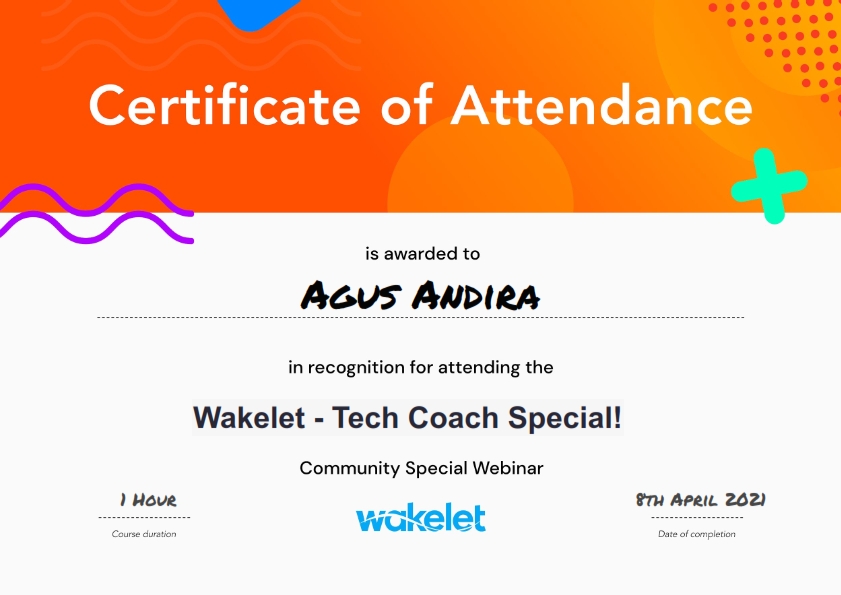 Certificate of Attendance
is awarded to
Agus Andira
in recognition for attending the
Wakelet - Tech Coach Special!
Community Special Webinar
1 Hour
Course duration
wakelet
8th April 2021
Date of completion